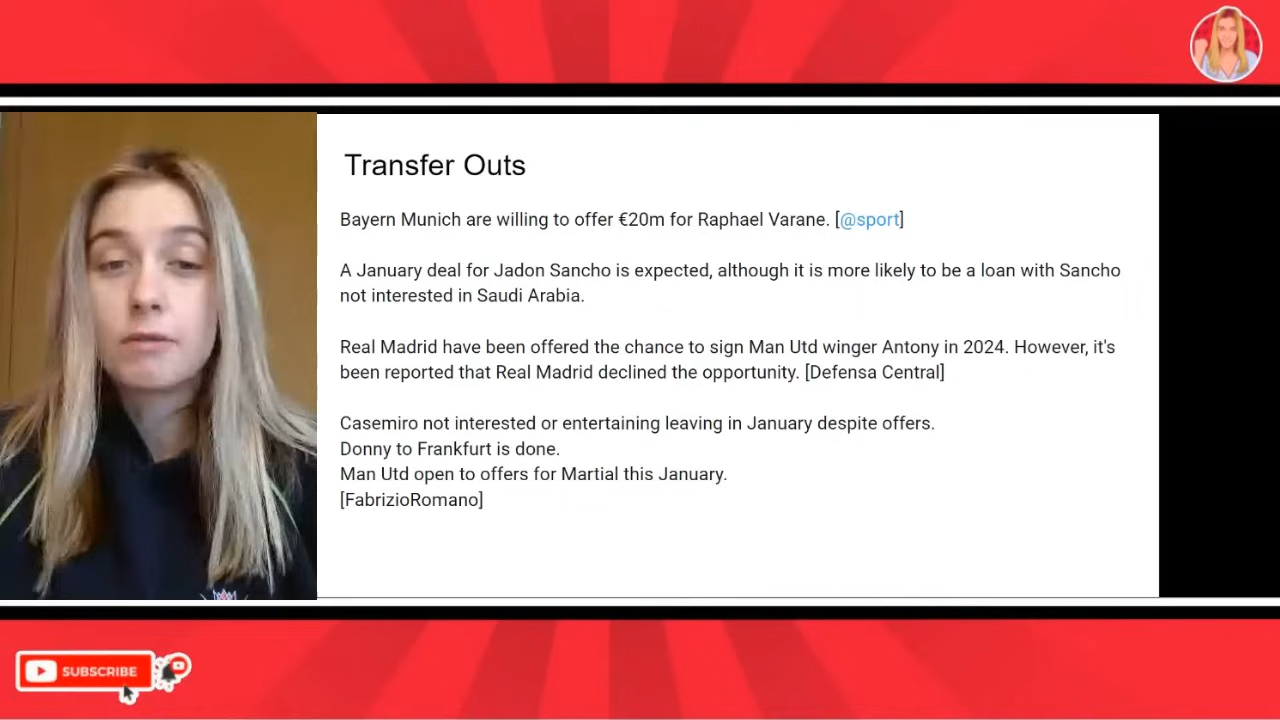 Transfer Outs
Bayern Munich are willing to offer €20m for Raphael Varane. [@sport]
A January deal for Jadon Sancho is expected, although it is more likely to be a loan with Sancho
not interested in Saudi Arabia.
Real Madrid have been offered the chance to sign Man Utd winger Antony in 2024. However, it's
been reported that Real Madrid declined the opportunity. [Defensa Central]
Casemiro not interested or entertaining leaving in January despite offers.
Donny to Frankfurt is done.
Man Utd open to offers for Martial this January.
[FabrizioRomano]
SUBSCRIBE